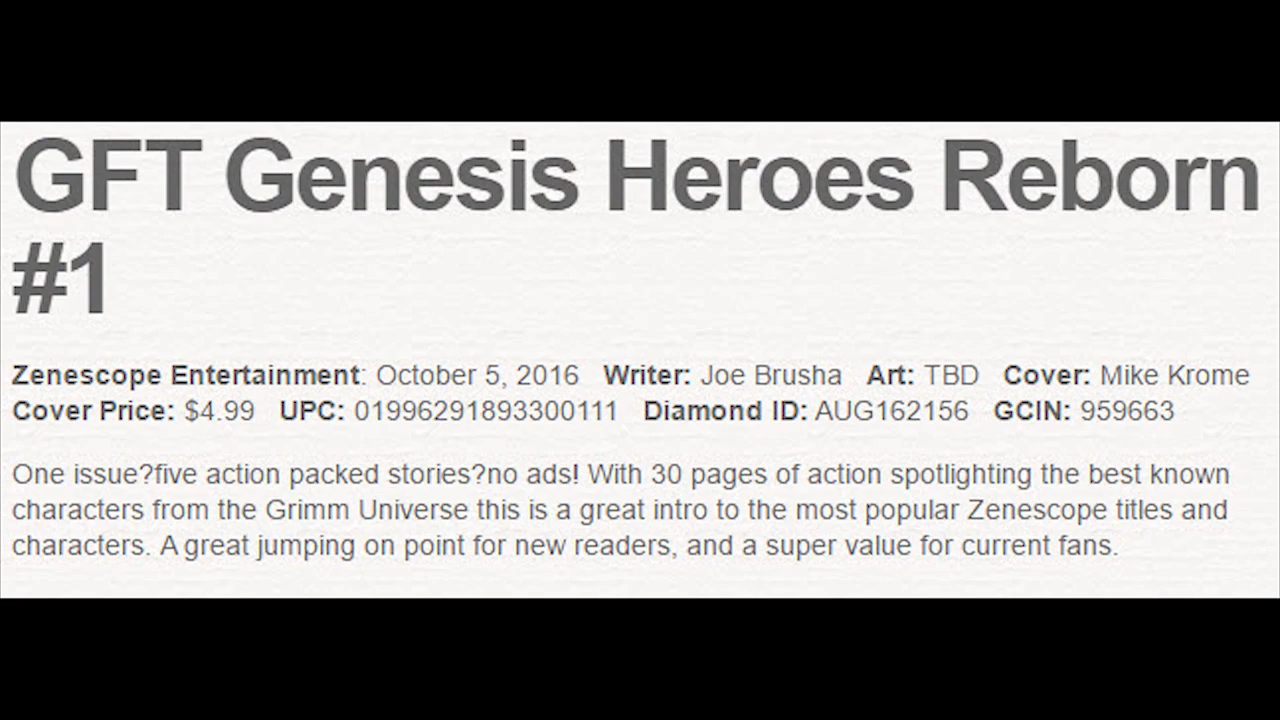 GFT Genesis Heroes Reborn
#1
Zenescope Entertainment: October 5, 2016 Writer: Joe Brusha Art: TBD Cover: Mike Krome
Cover Price: $4.99 UPC: 01996291893300111 Diamond ID: AUG162156 GCIN: 959663
One issue?five action packed stories?no ads! With 30 pages of action spotlighting the best known
characters from the Grimm Universe this is a great intro to the most popular Zenescope titles and
characters. A great jumping on point for new readers, and a super value for current fans.